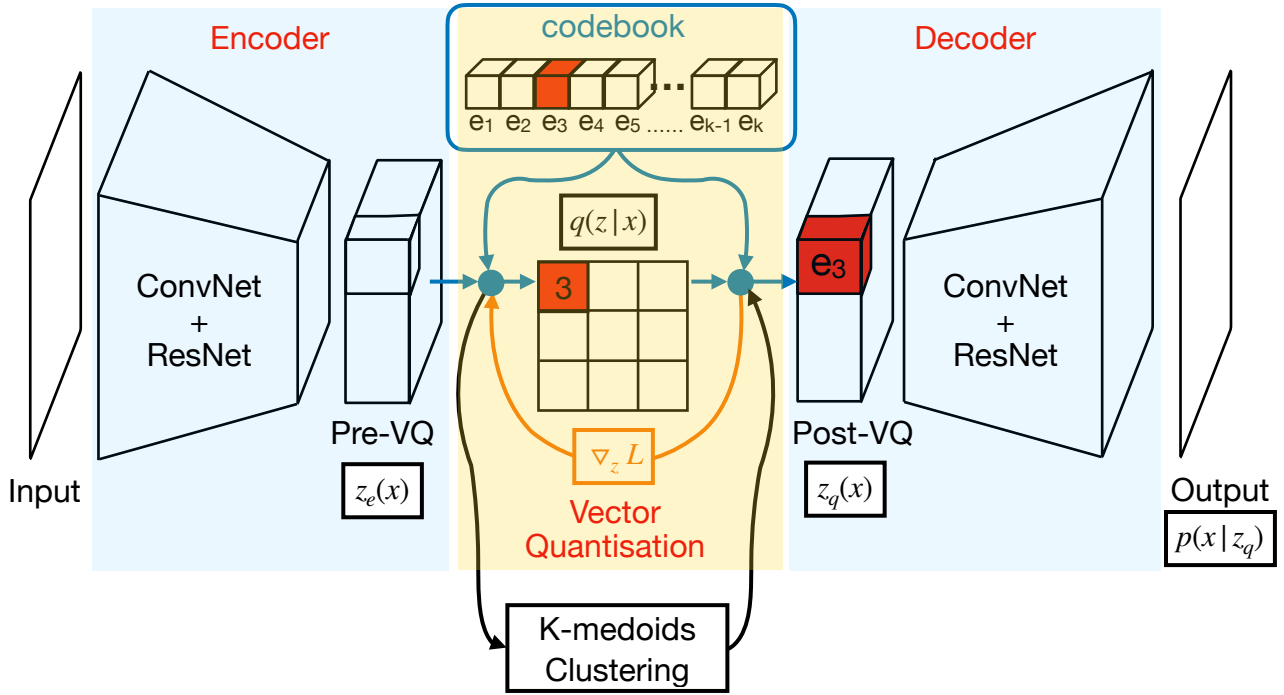 Encoder
codebook
Decoder
e1 e2 e3 e4 e5 ...... ek-1 ek
q(z|x)
3
e3
ConvNet
+
ResNet
ConvNet
+
ResNet
Pre-VQ
Post-VQ
∇z L
Input
ze(x)
zq(x)
Output
Vector
Quantisation
p(x|zq)
K-medoids
Clustering